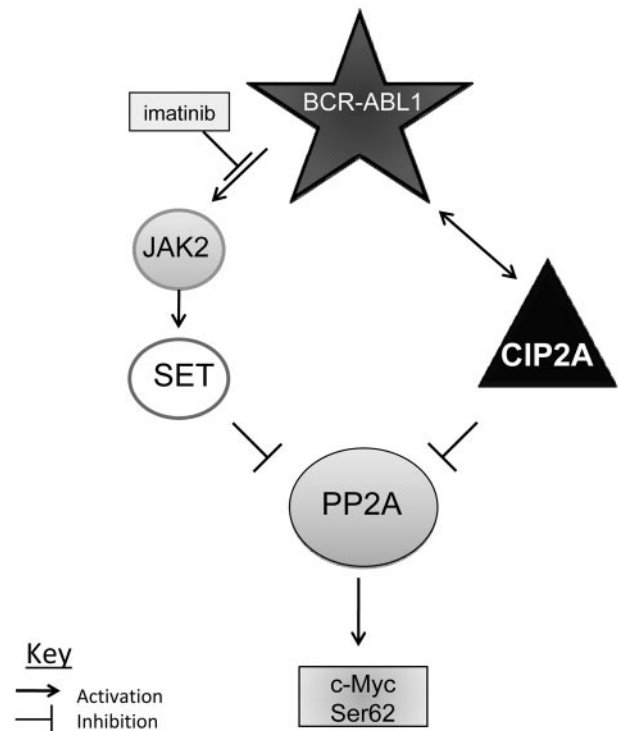 BCR-ABL1
imatinib
JAK2
CIP2A
SET
PP2A
c-Myc
Ser62
Key
Activation
Inhibition